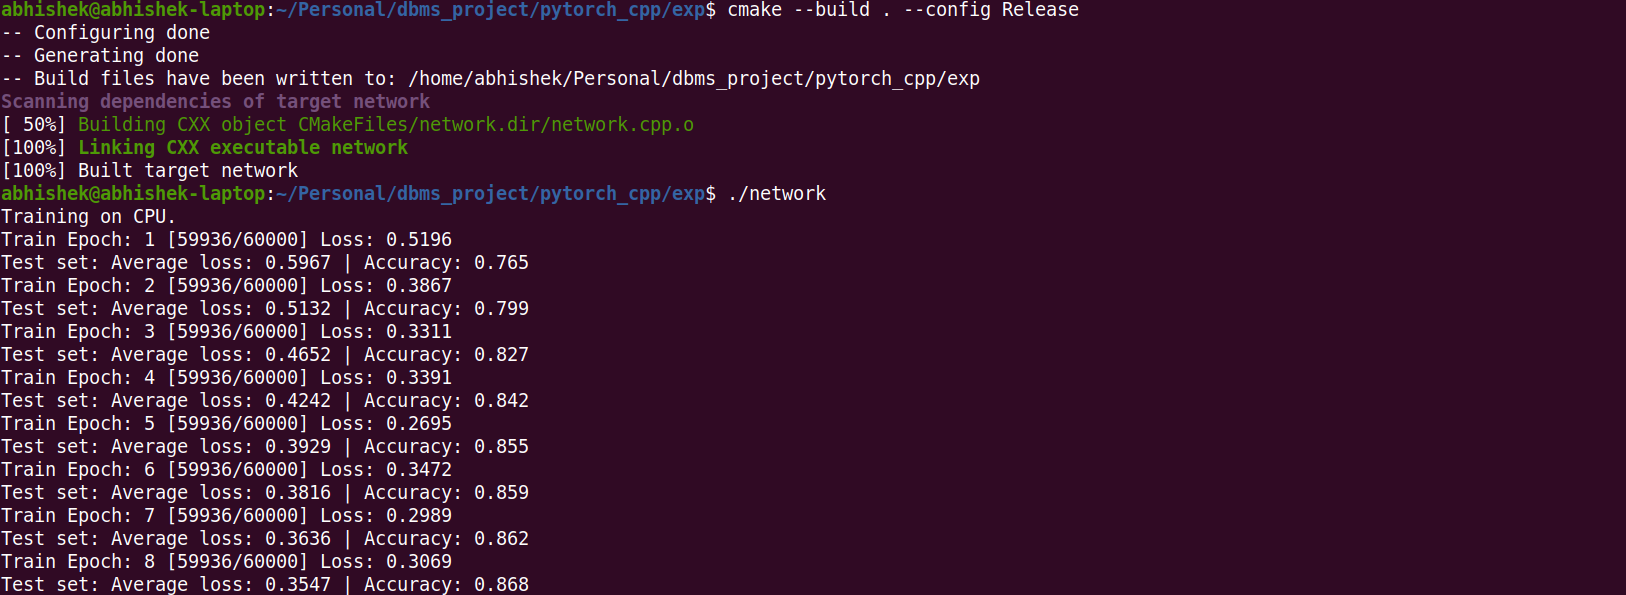 abhishek@abhishek-laptop:~/Personal/dbms_project/pytorch_cpp/exp$ cmake --build . --config Release
-- Configuring done
-- Generating done
-- Build files have been written to: /home/abhishek/Personal/dbms_project/pytorch_cpp/exp
Scanning dependencies of target network
[ 50%] Building CXX object CMakeFiles/network.dir/network.cpp.o
[100%] Linking CXX executable network
[100%] Built target network
abhishek@abhishek-laptop:~/Personal/dbms_project/pytorch_cpp/exp$ ./network
Training on CPU.
Train Epoch: 1 [59936/60000] Loss: 0.5196
Test set: Average loss: 0.5967 | Accuracy: 0.765
Train Epoch: 2 [59936/60000] Loss: 0.3867
Test set: Average loss: 0.5132 | Accuracy: 0.799
Train Epoch: 3 [59936/60000] Loss: 0.3311
Test set: Average loss: 0.4652 | Accuracy: 0.827
Train Epoch: 4 [59936/60000] Loss: 0.3391
Test set: Average loss: 0.4242 | Accuracy: 0.842
Train Epoch: 5 [59936/60000] Loss: 0.2695
Test set: Average loss: 0.3929 | Accuracy: 0.855
Train Epoch: 6 [59936/60000] Loss: 0.3472
Test set: Average loss: 0.3816 | Accuracy: 0.859
Train Epoch: 7 [59936/60000] Loss: 0.2989
Test set: Average loss: 0.3636 | Accuracy: 0.862
Train Epoch: 8 [59936/60000] Loss: 0.3069
Test set: Average loss: 0.3547 | Accuracy: 0.868